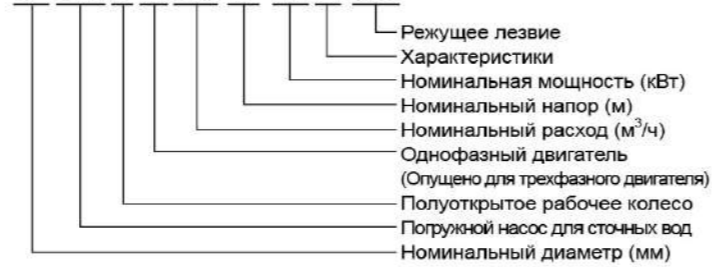 Режущее лезвие
Характеристики
Номинальная мощность (кВт)
Номинальный напор (м)
Номинальный расход (м³/ч)
Однофазный двигатель
(Опущено для трехфазного двигателя)
Полуоткрытое рабочее колесо
Погружной насос для сточных вод
Номинальный диаметр (мм)